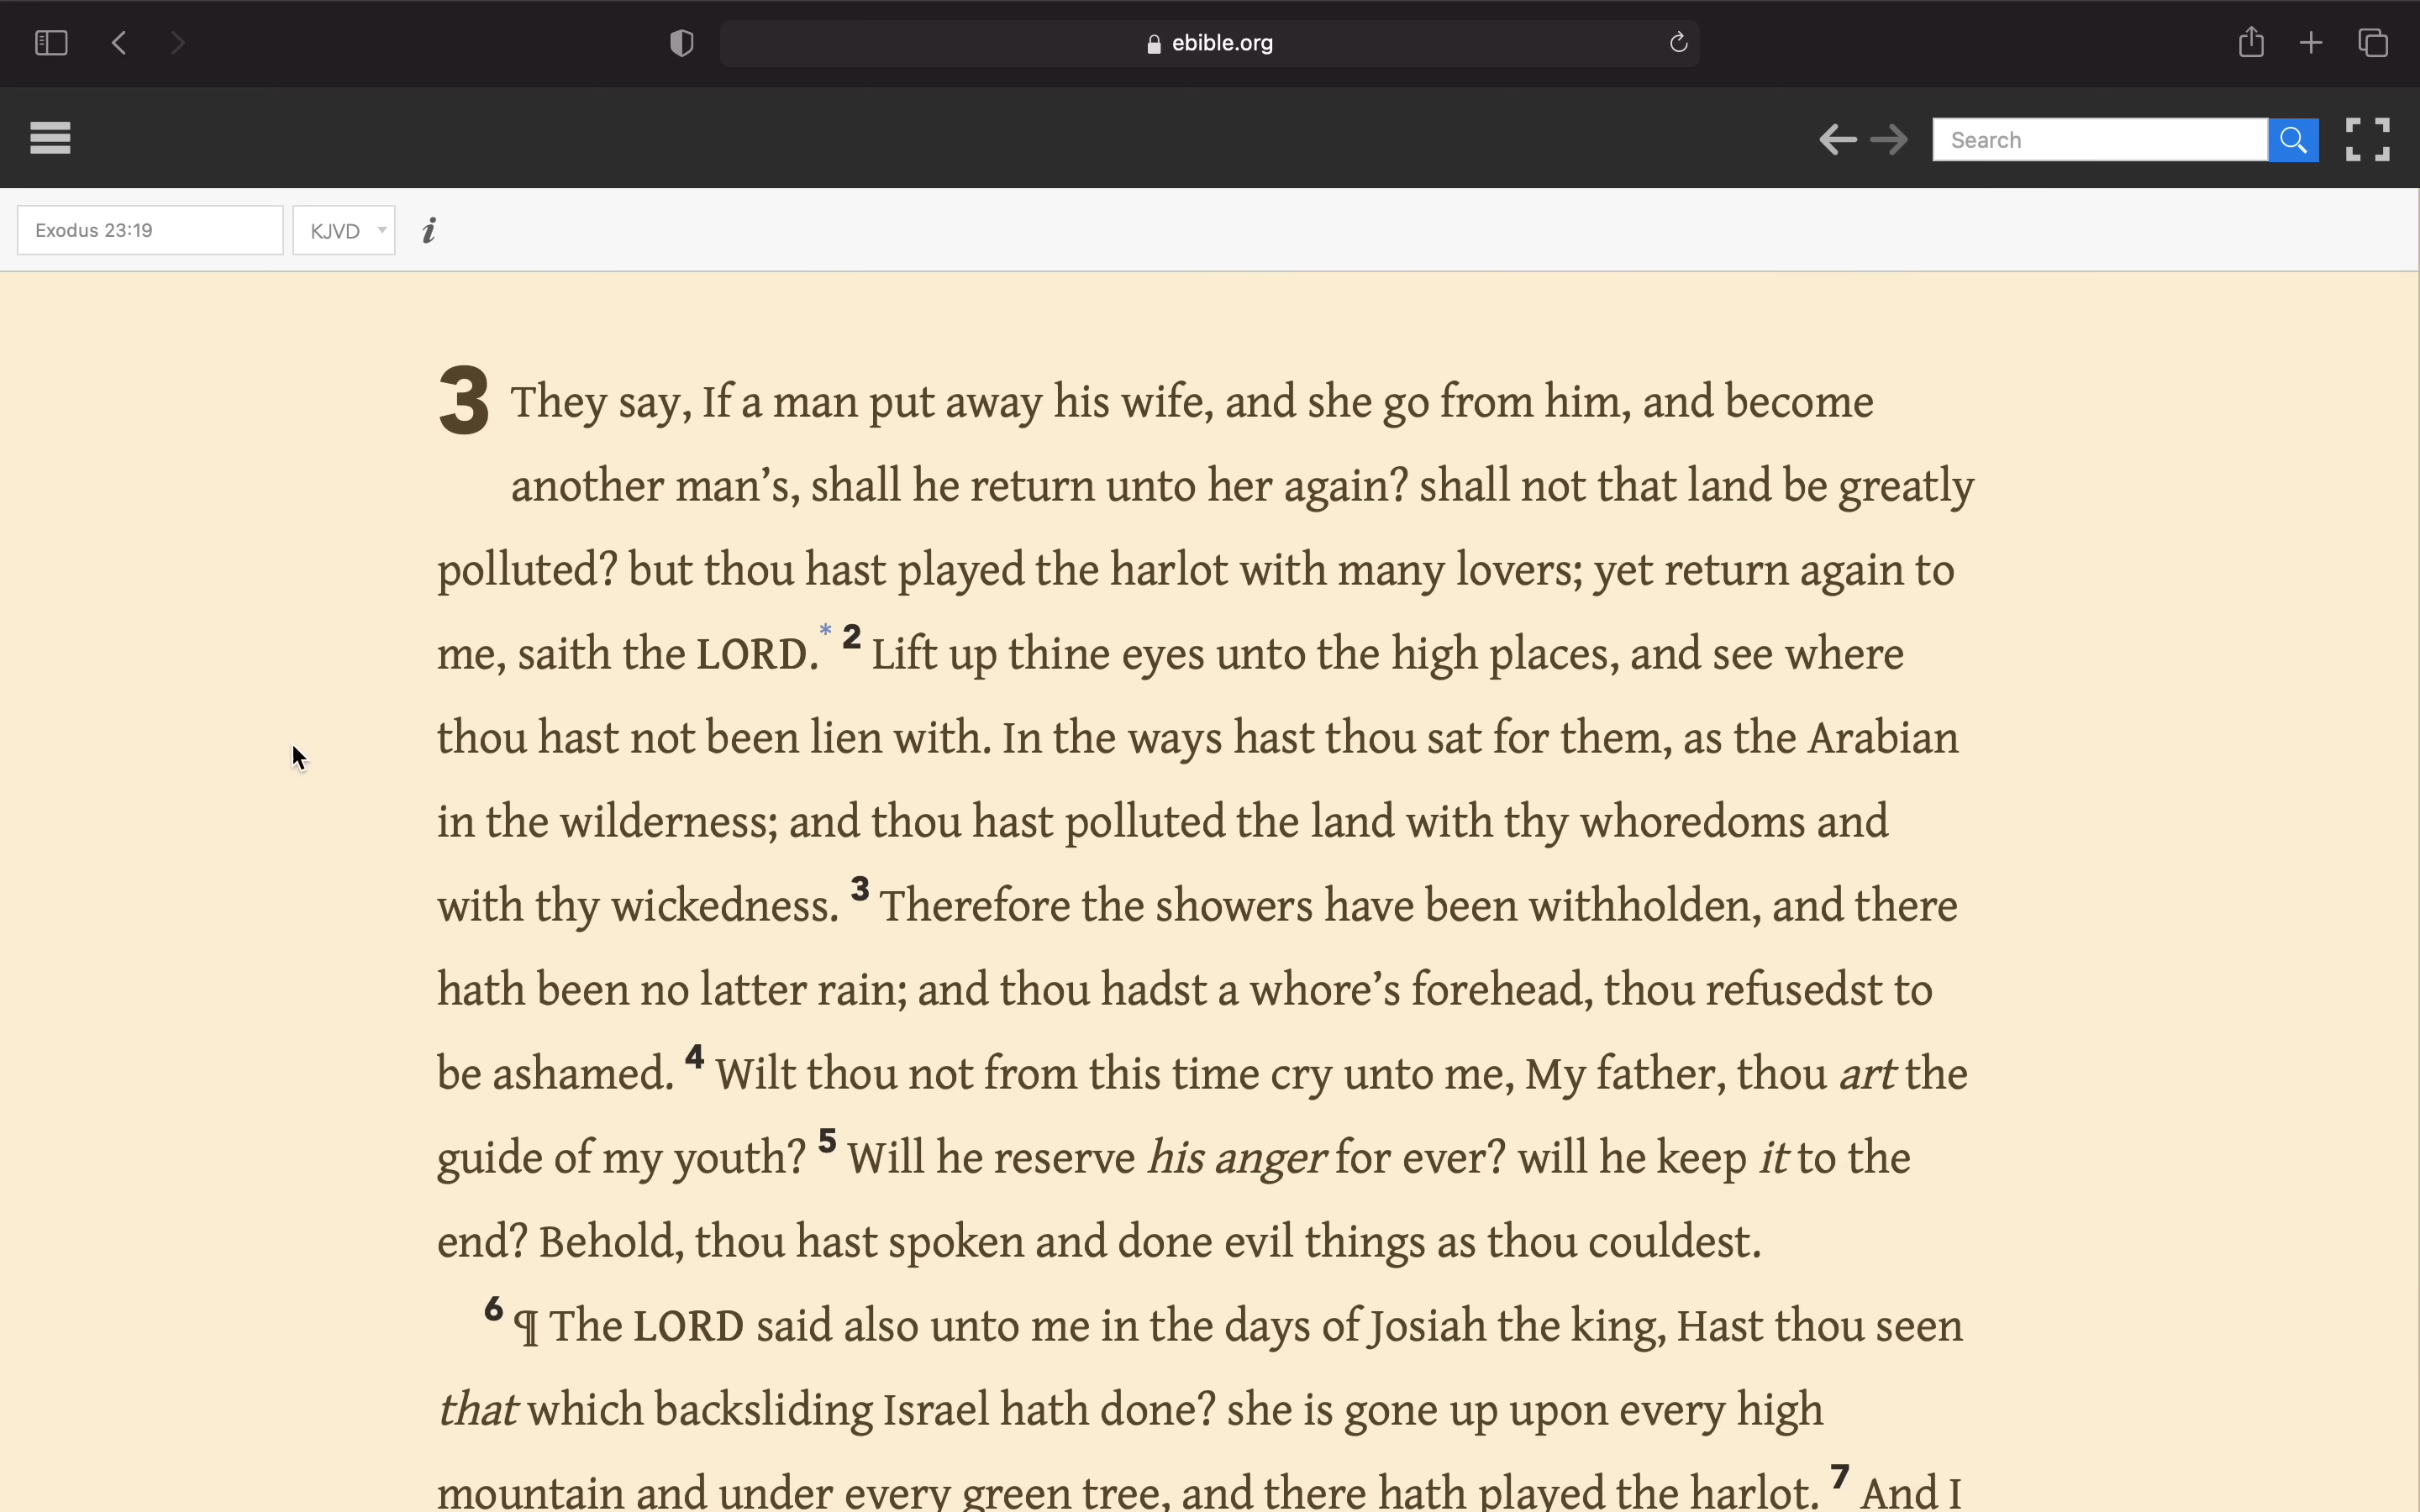 ebible.org
Search
Exodus 23:19 KJVD i
3 They say, If a man put away his wife, and she go from him, and become
another man’s, shall he return unto her again? shall not that land be greatly
polluted? but thou hast played the harlot with many lovers; yet return again to
me, saith the LORD.* 2 Lift up thine eyes unto the high places, and see where
thou hast not been lien with. In the ways hast thou sat for them, as the Arabian
in the wilderness; and thou hast polluted the land with thy whoredoms and
with thy wickedness. 3 Therefore the showers have been withholden, and there
hath been no latter rain; and thou hadst a whore’s forehead, thou refusedst to
be ashamed. 4 Wilt thou not from this time cry unto me, My father, thou art the
guide of my youth? 5 Will he reserve his anger for ever? will he keep it to the
end? Behold, thou hast spoken and done evil things as thou couldest.
6 ¶ The LORD said also unto me in the days of Josiah the king, Hast thou seen
that which backsliding Israel hath done? she is gone up upon every high
mountain and under every green tree, and there hath played the harlot. 7 And I